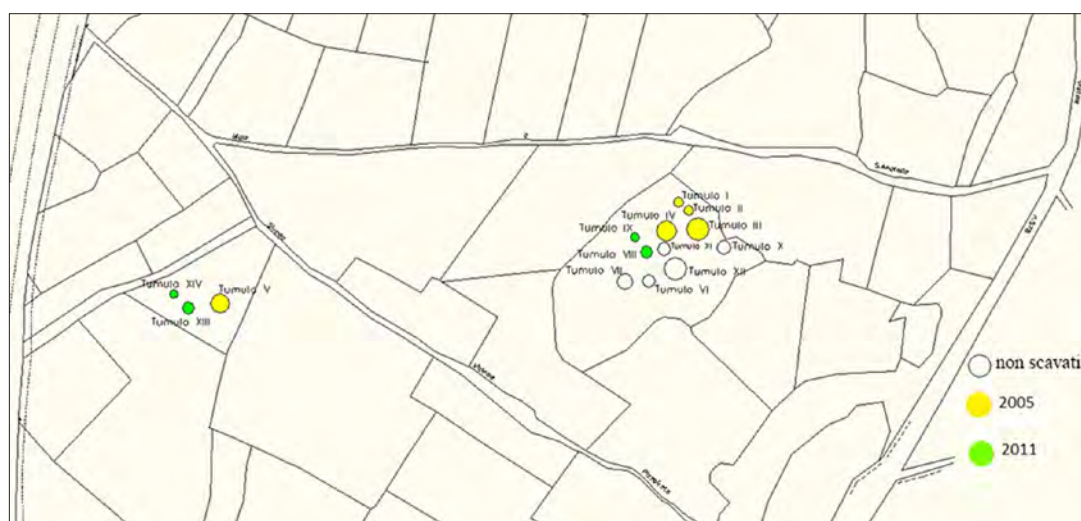 S.Andrea
Tumulo I
Tumulo II
Tumulo IV
Tumulo III
Tumulo IX
Tumulo XI
Tumulo X
Tumulo VIII
Tumulo VII
Tumulo XII
Tumulo VI
Tumulo XIV
Tumulo V
Tumulo XIII
non scavati
2005
2011